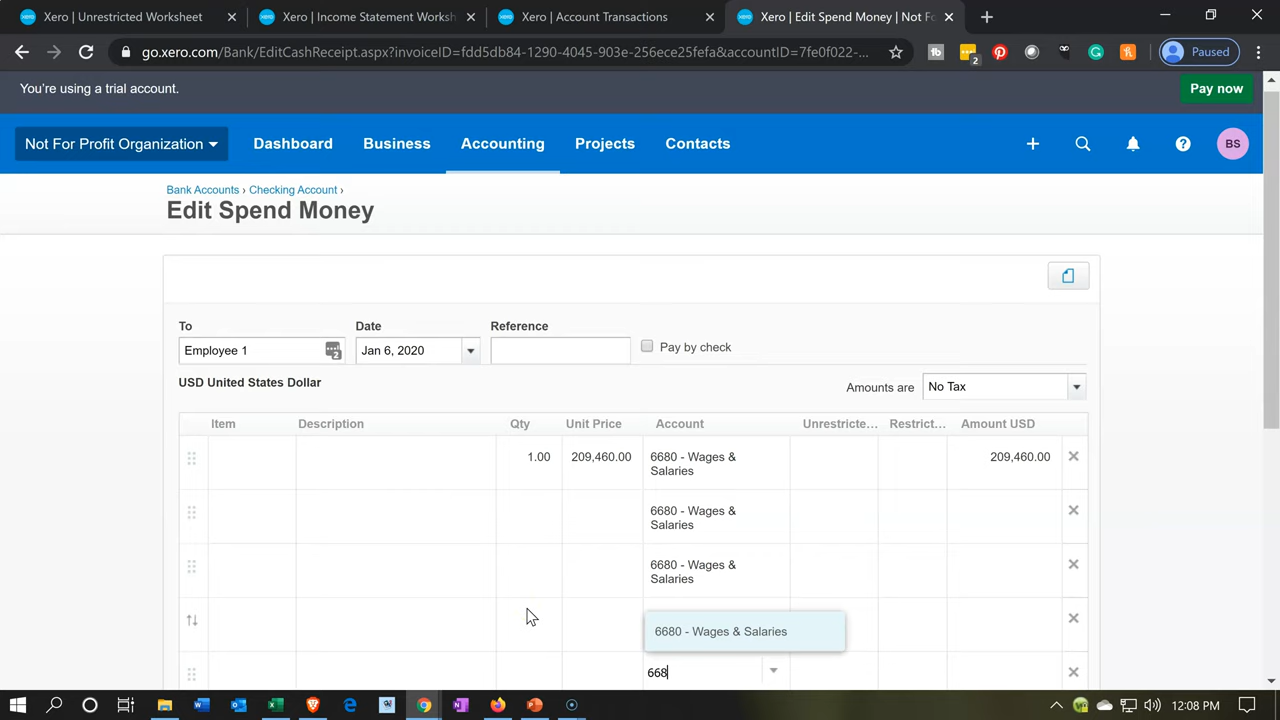 Xero | Unrestricted Worksheet
Xero | Income Statement Worksh
Xero | Account Transactions
Xero | Edit Spend Money | Not Fo
go.xero.com/Bank/EditCashReceipt.aspx?invoiceID=fdd5db84-1290-4045-903e-256ece25fefa&accountID=7fe0f022-...
2
Paused
You're using a trial account.
Pay now
Not For Profit Organization
Dashboard
Business
Accounting
Projects
Contacts
BS
Bank Accounts › Checking Account ›
Edit Spend Money
To
Date
Reference
Employee 1
2
Jan 6, 2020
Pay by check
USD United States Dollar
Amounts are
No Tax
Item
Description
Qty
Unit Price
Account
Unrestricte...
Restrict...
Amount USD
1.00
209,460.00
6680 - Wages &
Salaries
209,460.00
6680 - Wages &
Salaries
6680 - Wages &
Salaries
6680 - Wages & Salaries
668
12:08 PM